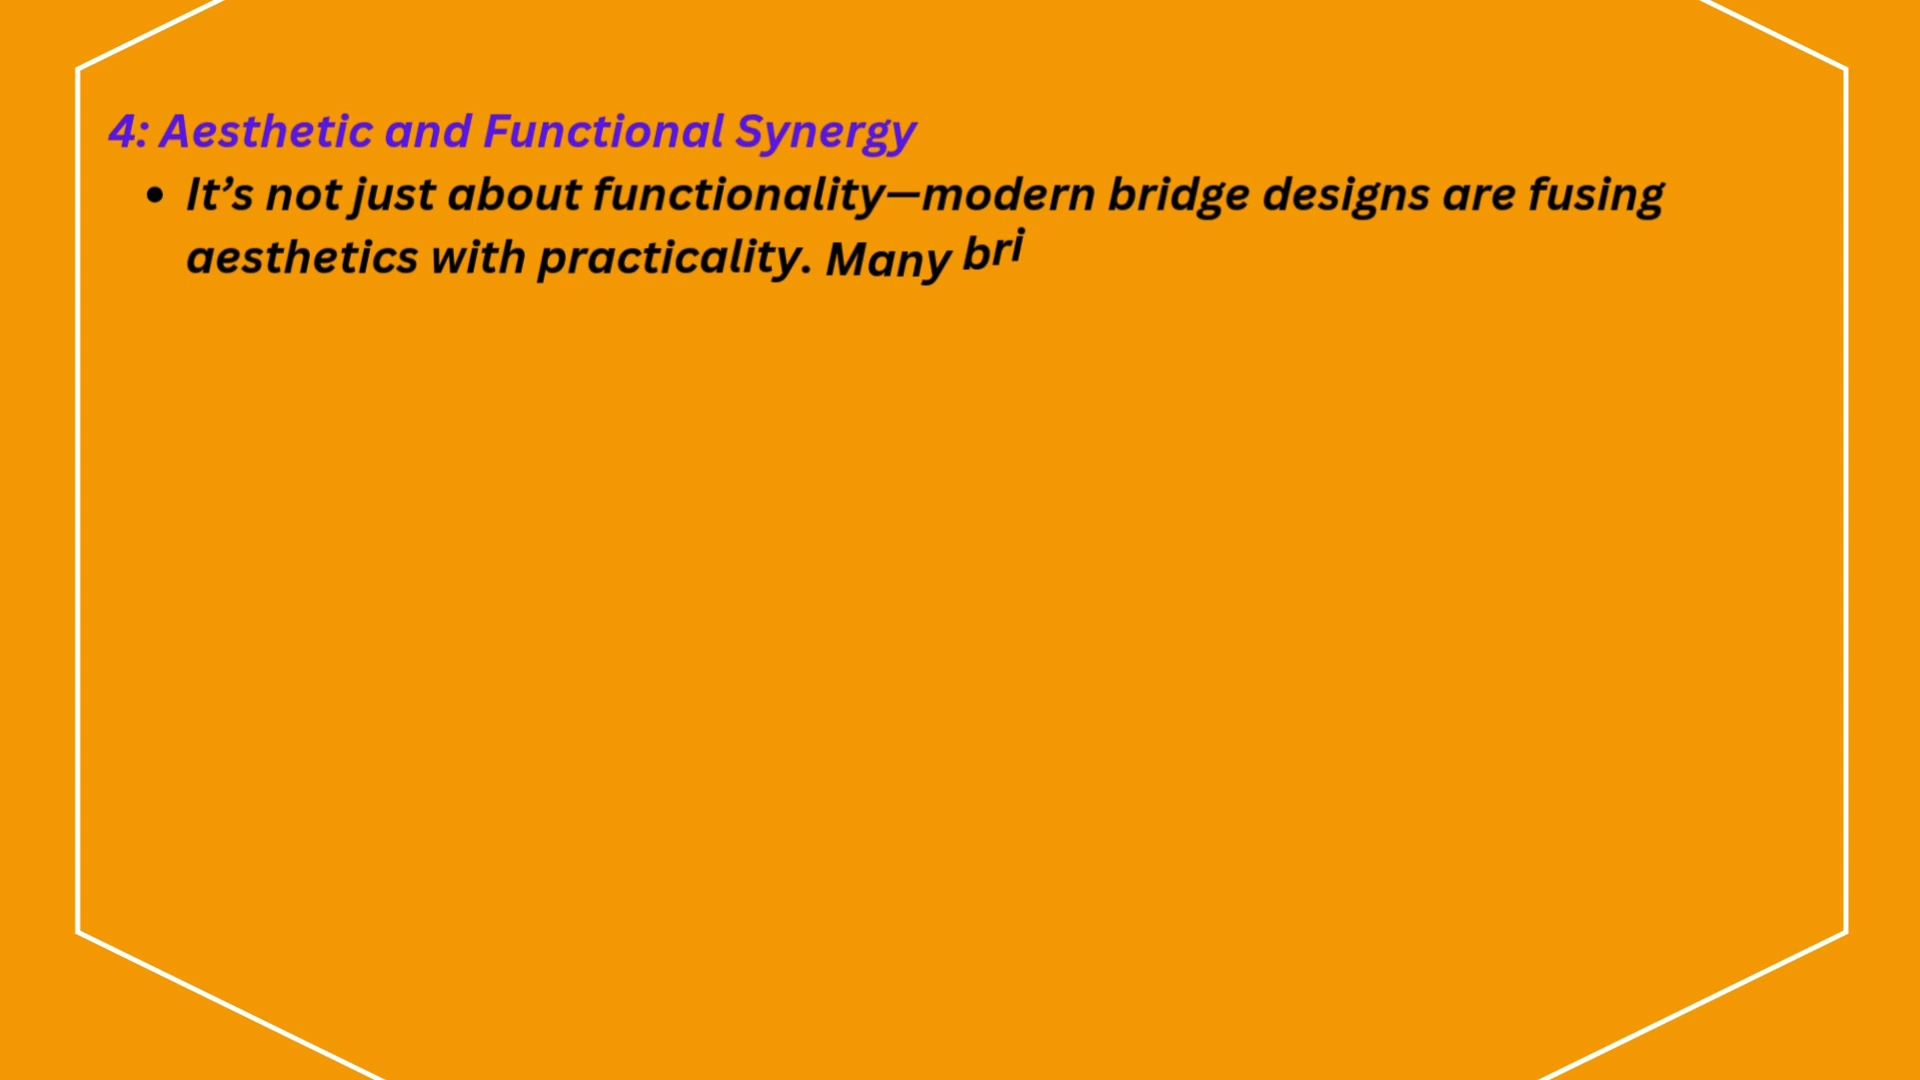 4: Aesthetic and Functional Synergy
• It’s not just about functionality—modern bridge designs are fusing
aesthetics with practicality. Many bri